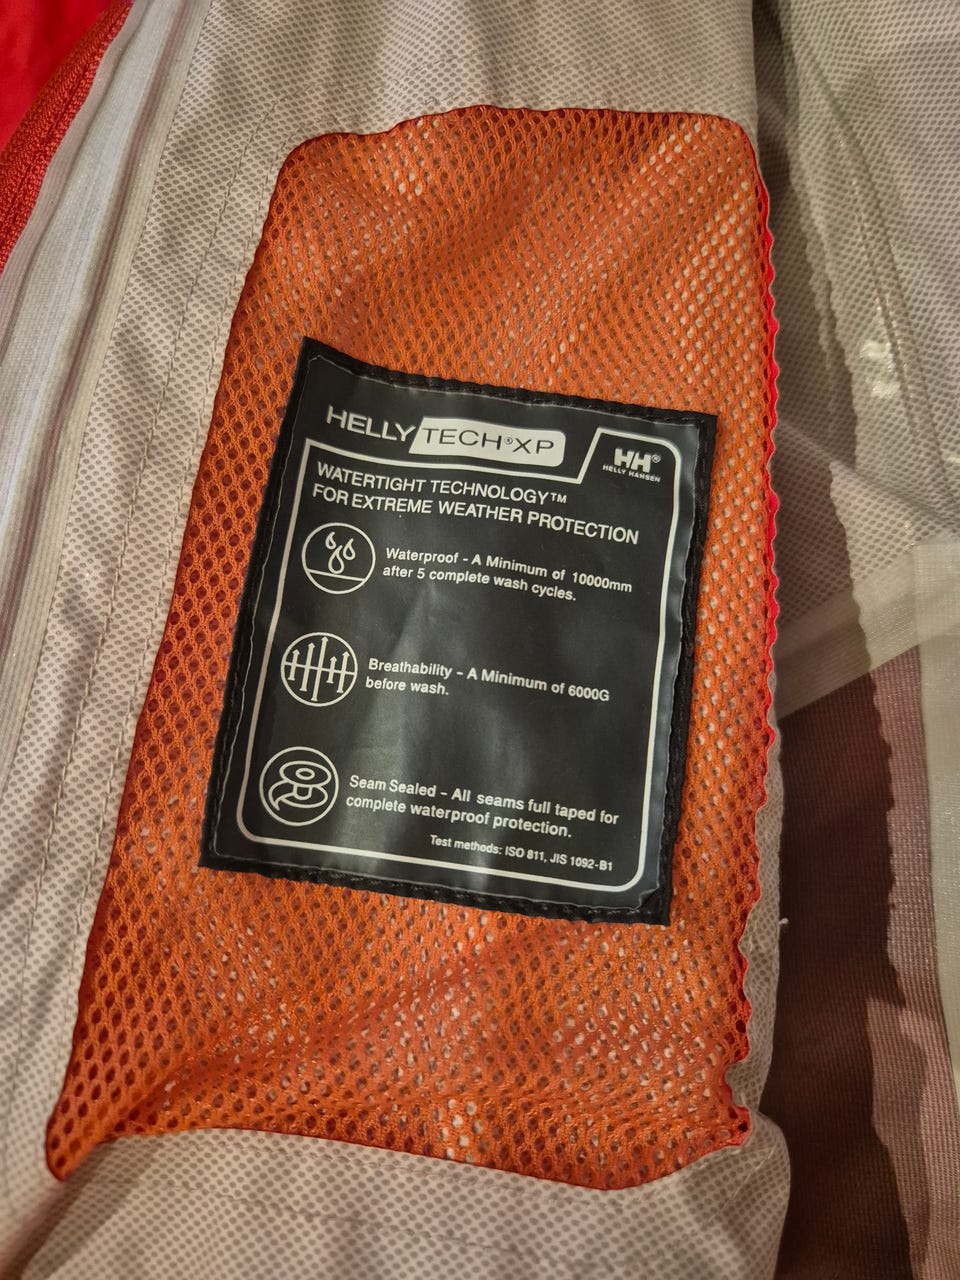 HELLY TECH®XP
HH®
HELLY HANSEN
WATERTIGHT TECHNOLOGY™
FOR EXTREME WEATHER PROTECTION
Waterproof - A Minimum of 10000mm
after 5 complete wash cycles.
Breathability - A Minimum of 6000G
before wash.
Seam Sealed - All seams full taped for
complete waterproof protection.
Test methods: ISO 811, JIS 1092-B1